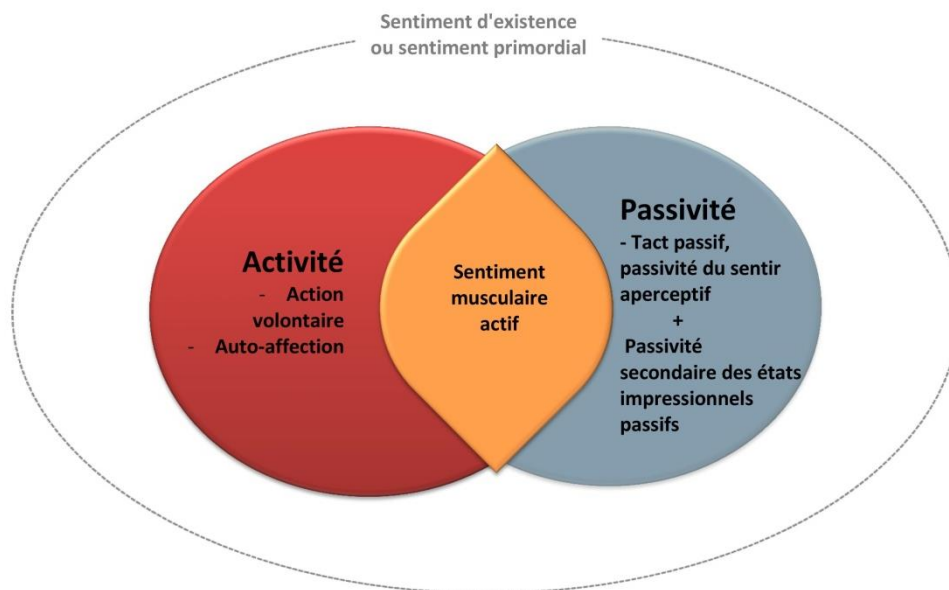 Sentiment d'existence
ou sentiment primordial
Activité
- Action
volontaire
- Auto-affection
Sentiment
musculaire
actif
Passivité
- Tact passif,
passivité du sentir
aperceptif
+
Passivité
secondaire des états
impressionnels
passifs